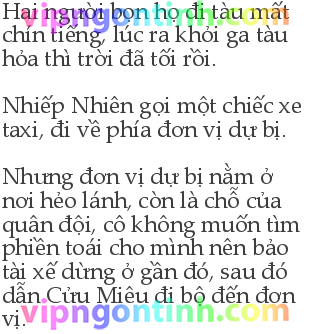 vipngontinh.com
Hai người bọn họ đi tàu mất
chín tiếng, lúc ra khỏi ga tàu
hỏa thì trời đã tối rồi.
Nhiếp Nhiên gọi một chiếc xe
taxi, đi về phía đơn vị dự bị.
vipngontinh.com
Nhưng đơn vị dự bị nằm ở
nơi hẻo lánh, còn là chỗ của
quân đội, cô không muốn tìm
phiền toái cho mình nên bảo
tài xế dừng ở gần đó, sau đó
dẫn Cửu Miêu đi bộ đến đơn
vị.
vipngontinh.com